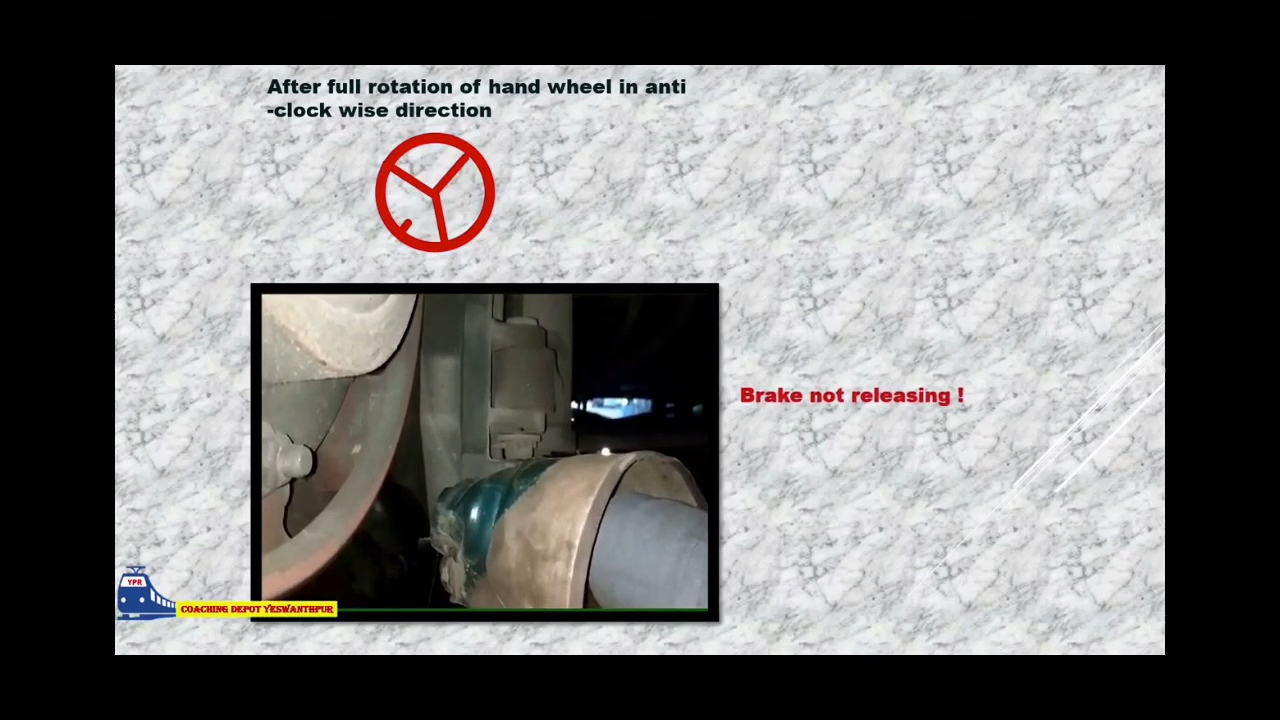 After full rotation of hand wheel in anti
-clock wise direction
Brake not releasing !
YPR
COACHING DEPOT YESWANTHPUR